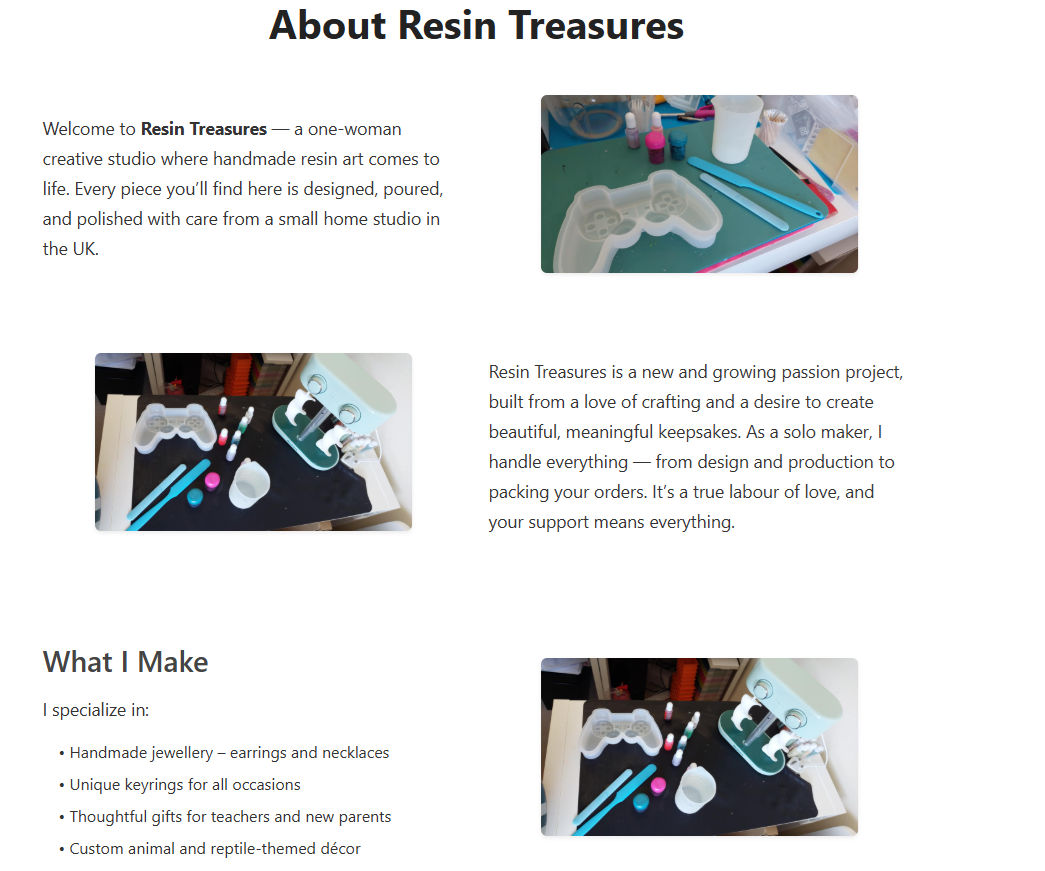 About Resin Treasures
Welcome to Resin Treasures — a one-woman
creative studio where handmade resin art comes to
life. Every piece you’ll find here is designed, poured,
and polished with care from a small home studio in
the UK.
Resin Treasures is a new and growing passion project,
built from a love of crafting and a desire to create
beautiful, meaningful keepsakes. As a solo maker, I
handle everything — from design and production to
packing your orders. It’s a true labour of love, and
your support means everything.
What I Make
I specialize in:
• Handmade jewellery – earrings and necklaces
• Unique keyrings for all occasions
• Thoughtful gifts for teachers and new parents
• Custom animal and reptile-themed décor